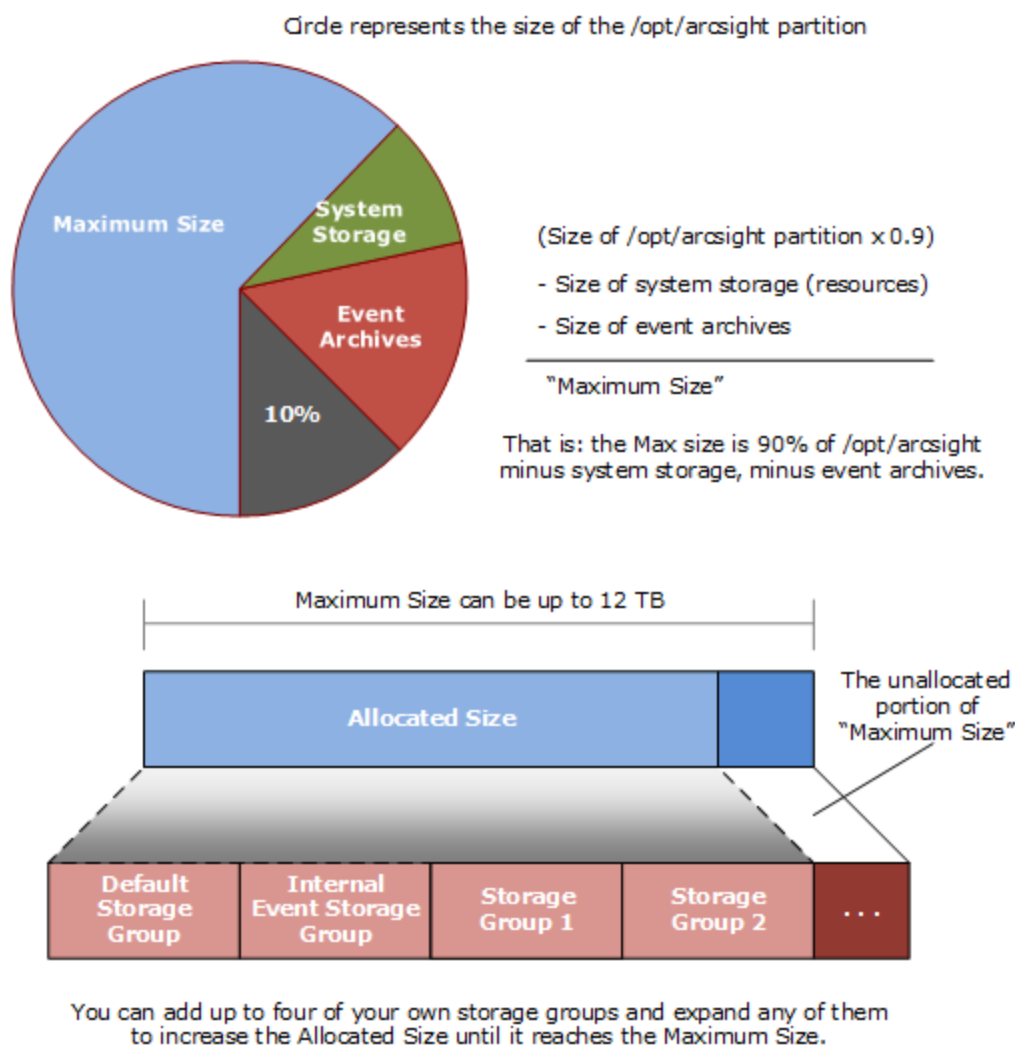 Circle represents the size of the /opt/arcsight partition
Maximum Size
System
Storage
Event
Archives
10%
(Size of /opt/arcsight partition x 0.9)
- Size of system storage (resources)
- Size of event archives
“Maximum Size”
That is: the Max size is 90% of /opt/arcsight
minus system storage, minus event archives.
Maximum Size can be up to 12 TB
Allocated Size
The unallocated
portion of
“Maximum Size”
Default
Storage
Group
Internal
Event Storage
Group
Storage
Group 1
Storage
Group 2
...
You can add up to four of your own storage groups and expand any of them
to increase the Allocated Size until it reaches the Maximum Size.